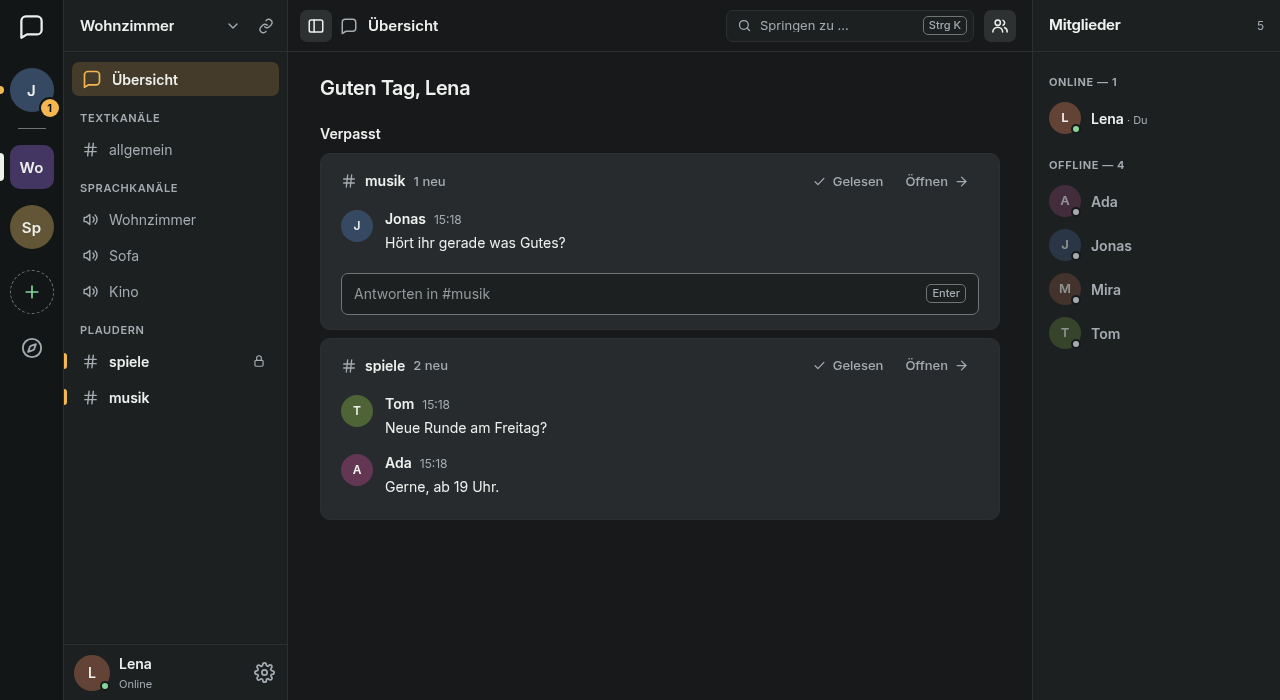 J
1
Wo
Sp
Wohnzimmer
Übersicht
TEXTKANÄLE
allgemein
SPRACHKANÄLE
Wohnzimmer
Sofa
Kino
PLAUDERN
spiele
musik
L
Lena
Online
Übersicht
Springen zu ...
Strg K
Guten Tag, Lena
Verpasst
musik 1 neu
Gelesen
Öffnen
J
Jonas 15:18
Hört ihr gerade was Gutes?
Antworten in #musik
Enter
spiele 2 neu
Gelesen
Öffnen
T
Tom 15:18
Neue Runde am Freitag?
A
Ada 15:18
Gerne, ab 19 Uhr.
Mitglieder
5
ONLINE — 1
L
Lena · Du
OFFLINE — 4
A
Ada
J
Jonas
M
Mira
T
Tom